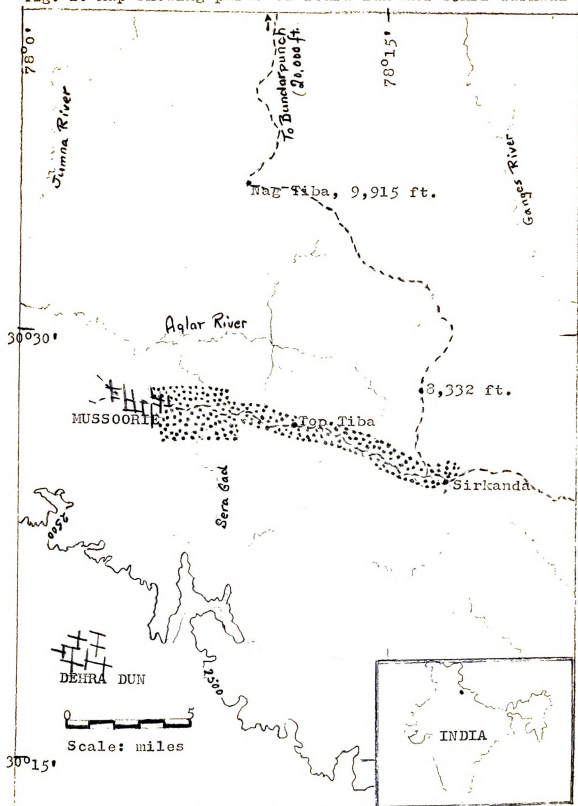 78°0'
78°15'
To Bundarpunch
(20,000 ft.
Jumna River
Ganges River
Nag-Tiba, 9,915 ft.
30°30'
Aglar River
8,332 ft.
MUSSOORIE
Top Tiba
Sirkanda
Sera Gad
2500
DEHRA DUN
2500
0 5
Scale: miles
INDIA
30°15'